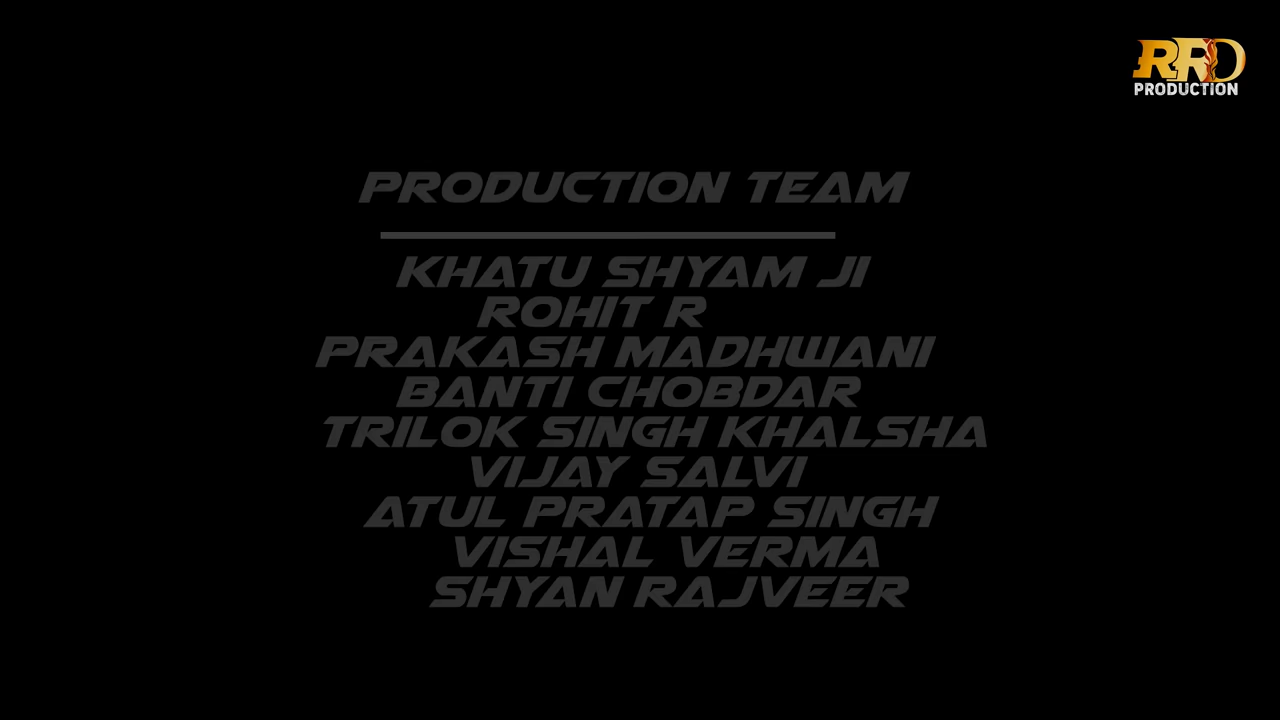 RRD
PRODUCTION
PRODUCTION TEAM
KHATU SHYAM JI
ROHIT R
PRAKASH MADHWANI
BANTI CHOBDAR
TRILOK SINGH KHALSHA
VIJAY SALVI
ATUL PRATAP SINGH
VISHAL VERMA
SHYAN RAJVEER